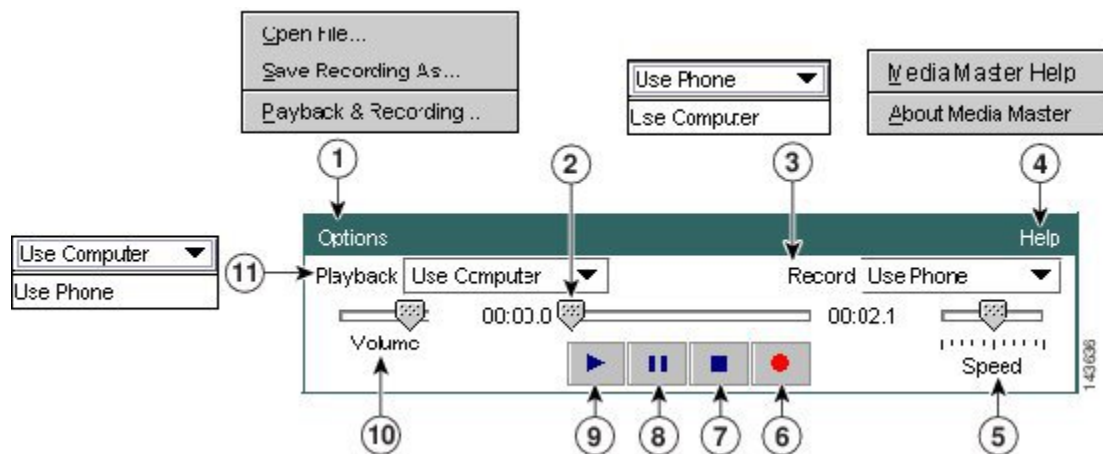 Open File...
Save Recording As...
Playback & Recording..
Use Phone
Use Computer
Media Master Help
About Media Master
1
2
3
4
Use Computer
Use Phone
11
Options
Help
Playback
Use Computer
Record
Use Phone
00:00.0
00:02.1
Volume
Speed
10
9
8
7
6
5
143636